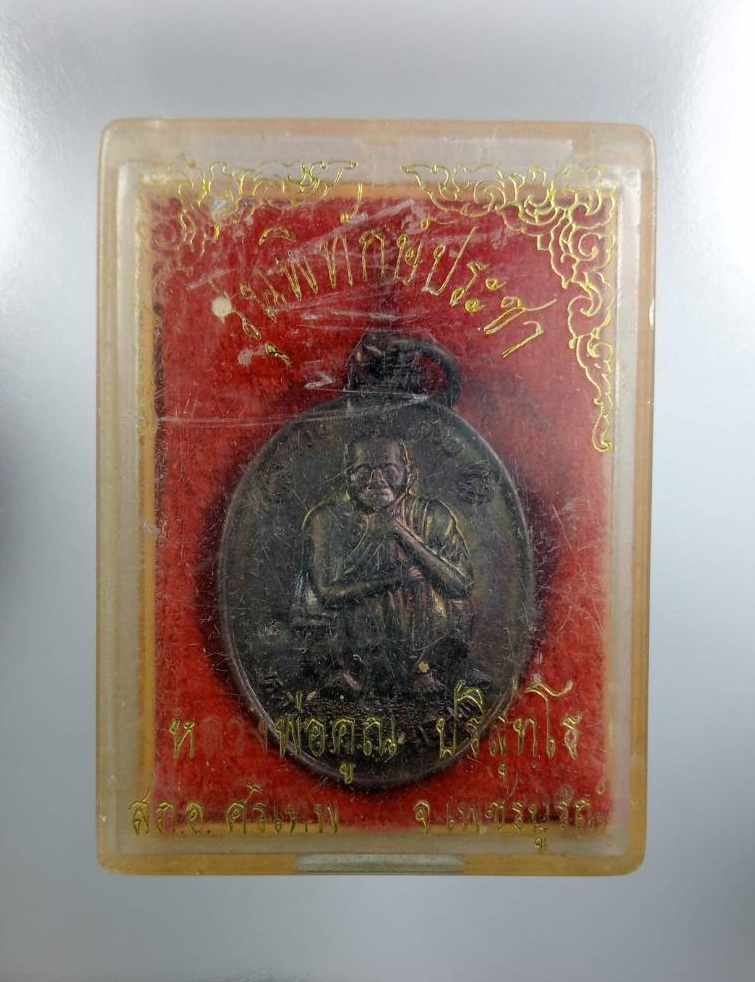 รุ่นพิทักษ์ประชา
หลวงพ่อคูณ ปริสุทฺโธ
สภ.อ.ศรีเทพ จ.เพชรบูรณ์